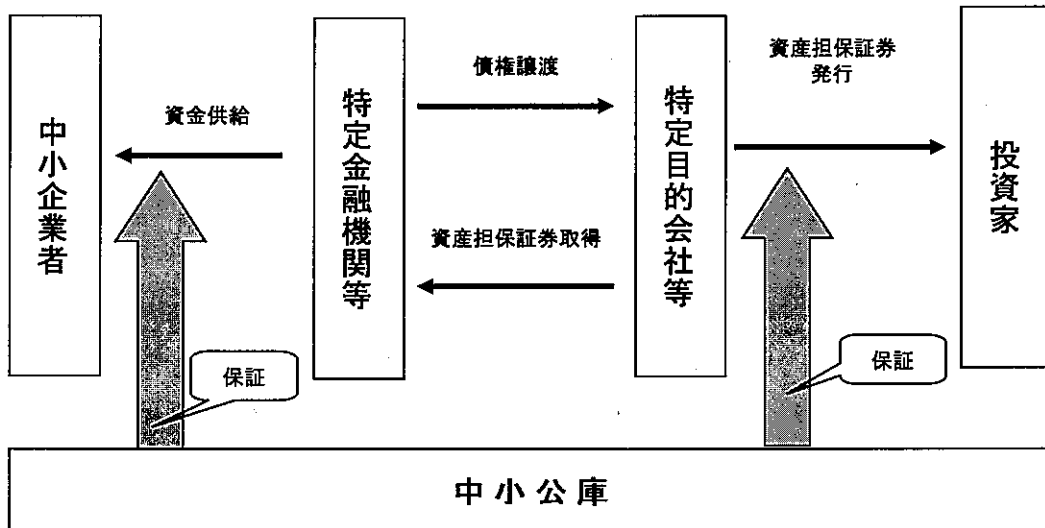 中小企業者
資金供給
特定金融機関等
債権譲渡
資産担保証券取得
特定目的会社等
資産担保証券
発行
投資家
保証
保証
中小公庫